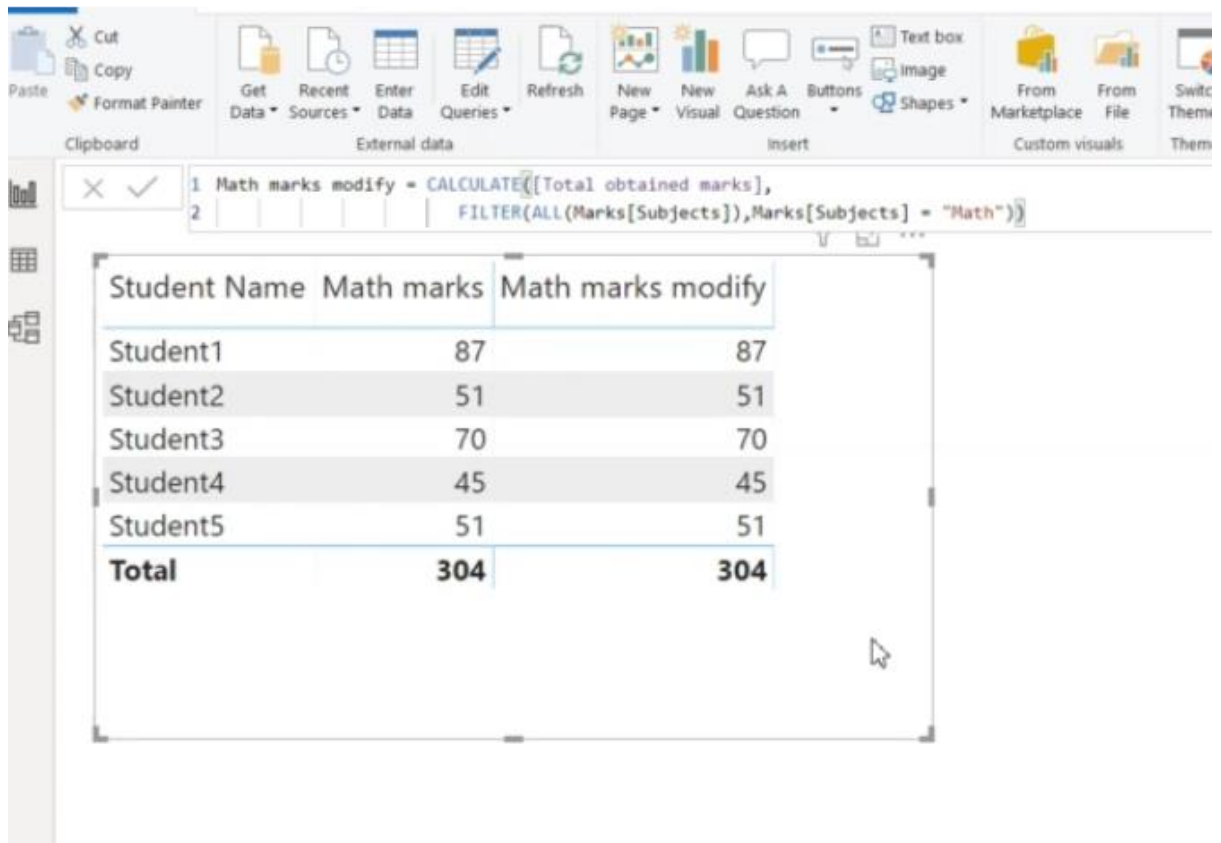 Cut
Copy
Format Painter
Paste
Clipboard
Get Data
Recent Sources
Enter Data
Edit Queries
External data
Refresh
New Page
New Visual
Ask A Question
Buttons
Text box
Image
Shapes
Insert
From Marketplace
From File
Custom visuals
1 Math marks modify = CALCULATE([Total obtained marks],
2 FILTER(ALL(Marks[Subjects]),Marks[Subjects] = "Math"))
Student Name Math marks Math marks modify
Student1 87 87
Student2 51 51
Student3 70 70
Student4 45 45
Student5 51 51
Total 304 304